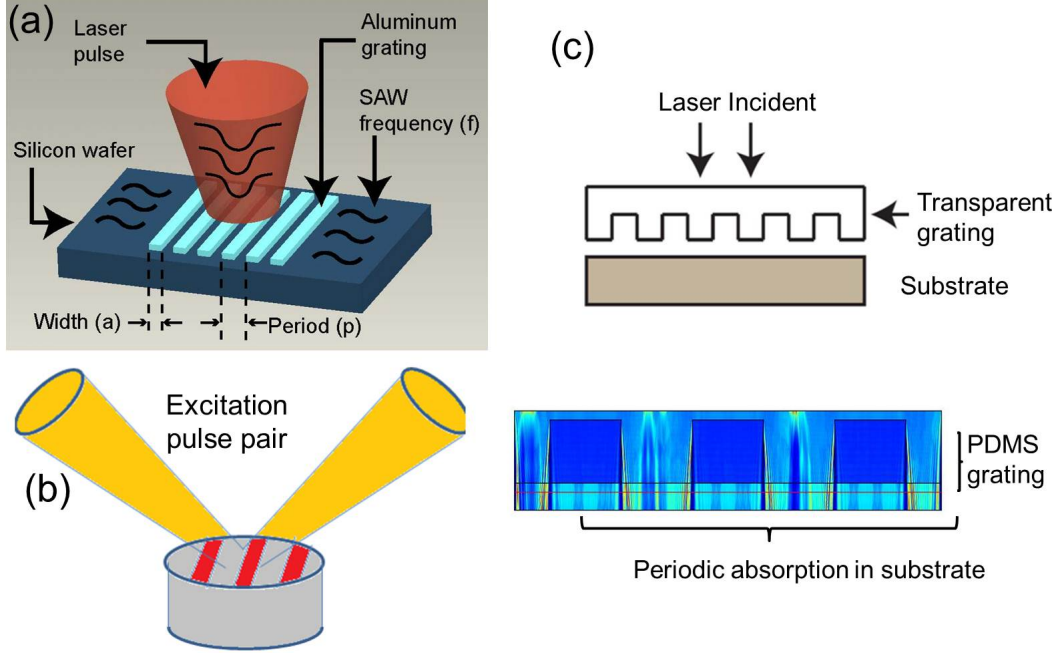 (a)
Laser
pulse
Aluminum
grating
SAW
frequency (f)
Silicon wafer
Width (a)
Period (p)
(b)
Excitation
pulse pair
(c)
Laser Incident
Transparent
grating
Substrate
PDMS
grating
Periodic absorption in substrate